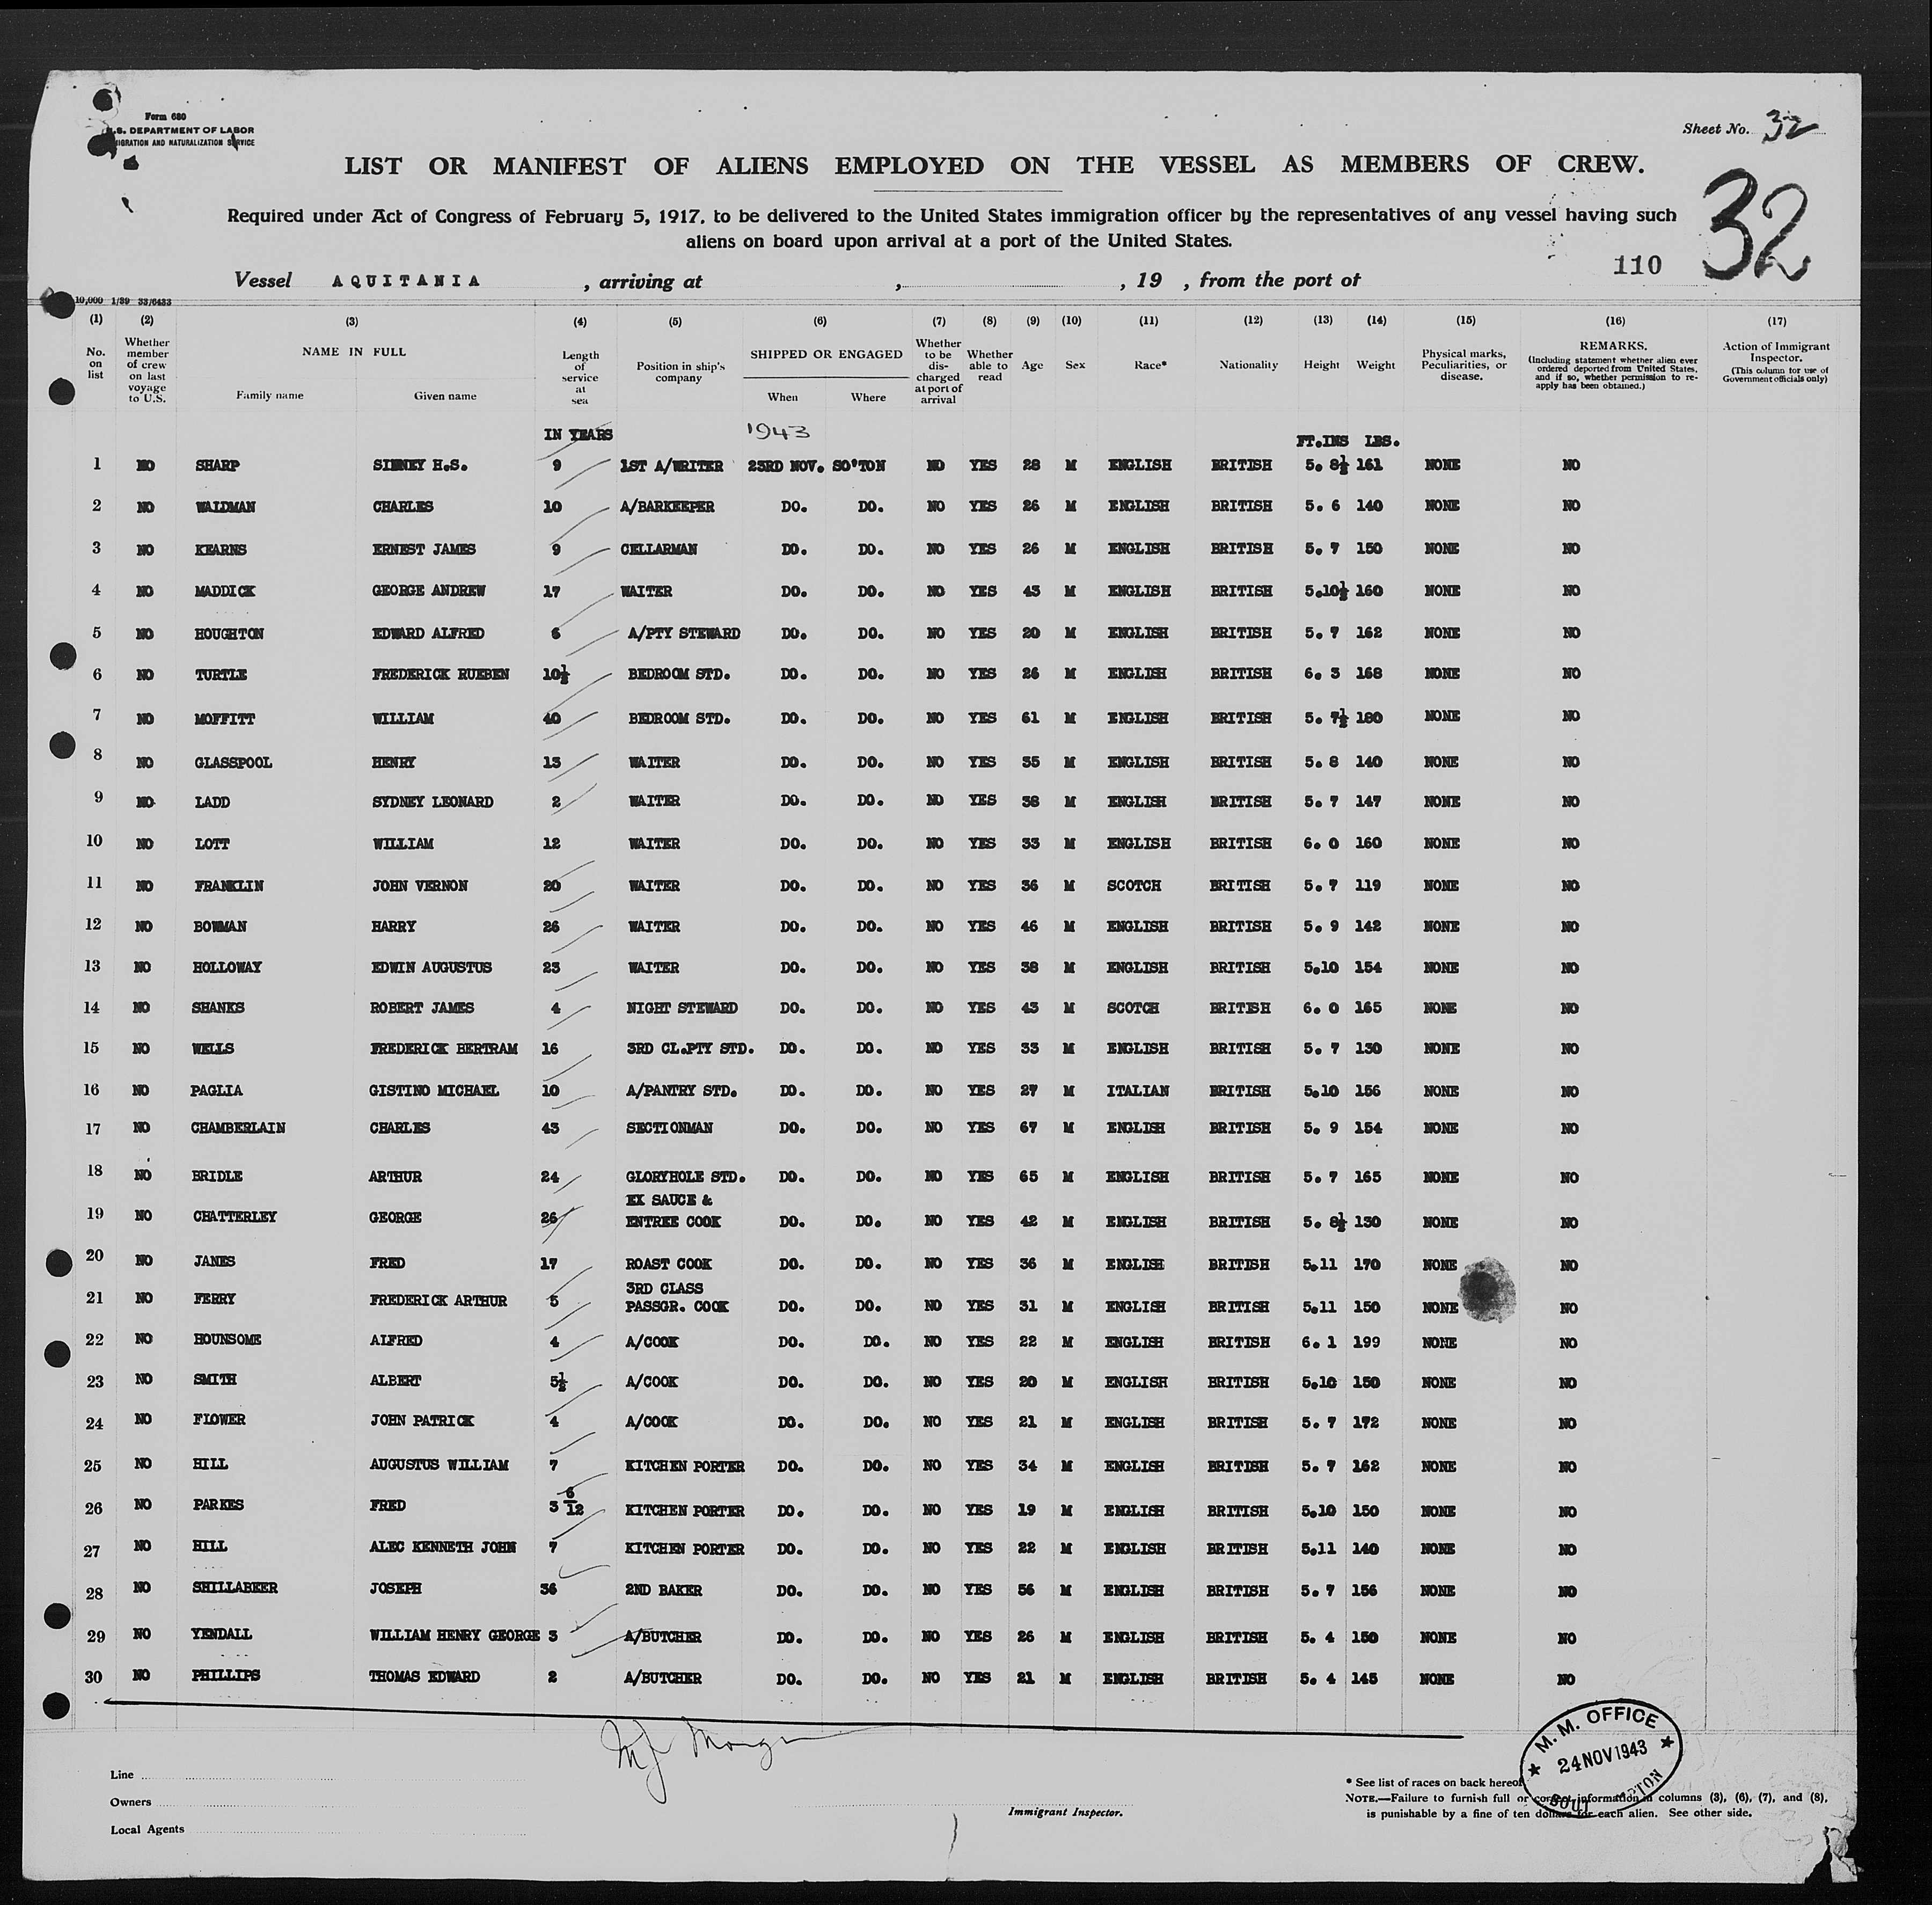 Form 680
U.S. DEPARTMENT OF LABOR
IMMIGRATION AND NATURALIZATION SERVICE
Sheet No. 32
LIST OR MANIFEST OF ALIENS EMPLOYED ON THE VESSEL AS MEMBERS OF CREW.
32
Required under Act of Congress of February 5, 1917, to be delivered to the United States immigration officer by the representatives of any vessel having such
aliens on board upon arrival at a port of the United States.
110
Vessel AQUITANIA , arriving at , , 19 , from the port of
10,000 1/39 33/6433
(1) (2) (3) (4) (5) (6) (7) (8) (9) (10) (11) (12) (13) (14) (15) (16) (17)
No. on list
Whether member of crew on last voyage to U.S.
NAME IN FULL
Family name Given name
Length of service at sea
Position in ship's company
SHIPPED OR ENGAGED
When Where
Whether to be discharged at port of arrival
Whether able to read
Age
Sex
Race*
Nationality
Height
Weight
Physical marks, Peculiarities, or disease.
REMARKS.
(Including statement whether alien ever ordered deported from United States, and if so, whether permission to re-apply has been obtained.)
Action of Immigrant Inspector.
(This column for use of Government officials only)
IN YEARS 1943 FT.INS LBS.
1 NO SHARP SIDNEY H.S. 9 1ST A/WRITER 23RD NOV. SO'TON NO YES 28 M ENGLISH BRITISH 5. 8½ 161 NONE NO
2 NO WALDMAN CHARLES 10 A/BARKEEPER DO. DO. NO YES 26 M ENGLISH BRITISH 5. 6 140 NONE NO
3 NO KEARNS ERNEST JAMES 9 CELLARMAN DO. DO. NO YES 26 M ENGLISH BRITISH 5. 7 150 NONE NO
4 NO MADDICK GEORGE ANDREW 17 WAITER DO. DO. NO YES 43 M ENGLISH BRITISH 5.10½ 160 NONE NO
5 NO HOUGHTON EDWARD ALFRED 6 A/PTY STEWARD DO. DO. NO YES 20 M ENGLISH BRITISH 5. 7 162 NONE NO
6 NO TURTLE FREDERICK RUEBEN 10½ BEDROOM STD. DO. DO. NO YES 26 M ENGLISH BRITISH 6. 3 168 NONE NO
7 NO MOFFITT WILLIAM 40 BEDROOM STD. DO. DO. NO YES 61 M ENGLISH BRITISH 5. 7½ 180 NONE NO
8 NO GLASSPOOL HENRY 13 WAITER DO. DO. NO YES 35 M ENGLISH BRITISH 5. 8 140 NONE NO
9 NO LADD SYDNEY LEONARD 2 WAITER DO. DO. NO YES 38 M ENGLISH BRITISH 5. 7 147 NONE NO
10 NO LOTT WILLIAM 12 WAITER DO. DO. NO YES 33 M ENGLISH BRITISH 6. 0 160 NONE NO
11 NO FRANKLIN JOHN VERNON 20 WAITER DO. DO. NO YES 36 M SCOTCH BRITISH 5. 7 119 NONE NO
12 NO BOWMAN HARRY 26 WAITER DO. DO. NO YES 46 M ENGLISH BRITISH 5. 9 142 NONE NO
13 NO HOLLOWAY EDWIN AUGUSTUS 23 WAITER DO. DO. NO YES 38 M ENGLISH BRITISH 5.10 154 NONE NO
14 NO SHANKS ROBERT JAMES 4 NIGHT STEWARD DO. DO. NO YES 43 M SCOTCH BRITISH 6. 0 165 NONE NO
15 NO WELLS FREDERICK BERTRAM 16 3RD CL.PTY STD. DO. DO. NO YES 33 M ENGLISH BRITISH 5. 7 130 NONE NO
16 NO PAGLIA GISTINO MICHAEL 10 A/PANTRY STD. DO. DO. NO YES 27 M ITALIAN BRITISH 5.10 156 NONE NO
17 NO CHAMBERLAIN CHARLES 43 SECTIONMAN DO. DO. NO YES 67 M ENGLISH BRITISH 5. 9 154 NONE NO
18 NO BRIDLE ARTHUR 24 GLORYHOLE STD. DO. DO. NO YES 65 M ENGLISH BRITISH 5. 7 165 NONE NO
EX SAUCE &
19 NO CHATTERLEY GEORGE 26 ENTREE COOK DO. DO. NO YES 42 M ENGLISH BRITISH 5. 8½ 130 NONE NO
20 NO JANES FRED 17 ROAST COOK DO. DO. NO YES 36 M ENGLISH BRITISH 5.11 170 NONE NO
3RD CLASS
21 NO FERRY FREDERICK ARTHUR 5 PASSGR. COOK DO. DO. NO YES 31 M ENGLISH BRITISH 5.11 150 NONE NO
22 NO HOUNSOME ALFRED 4 A/COOK DO. DO. NO YES 22 M ENGLISH BRITISH 6. 1 199 NONE NO
23 NO SMITH ALBERT 5½ A/COOK DO. DO. NO YES 20 M ENGLISH BRITISH 5.10 150 NONE NO
24 NO FLOWER JOHN PATRICK 4 A/COOK DO. DO. NO YES 21 M ENGLISH BRITISH 5. 7 172 NONE NO
25 NO HILL AUGUSTUS WILLIAM 7 KITCHEN PORTER DO. DO. NO YES 34 M ENGLISH BRITISH 5. 7 162 NONE NO
26 NO PARKES FRED 3 6/12 KITCHEN PORTER DO. DO. NO YES 19 M ENGLISH BRITISH 5.10 150 NONE NO
27 NO HILL ALEC KENNETH JOHN 7 KITCHEN PORTER DO. DO. NO YES 22 M ENGLISH BRITISH 5.11 140 NONE NO
28 NO SHILLABEER JOSEPH 36 2ND BAKER DO. DO. NO YES 56 M ENGLISH BRITISH 5. 7 156 NONE NO
29 NO YENDALL WILLIAM HENRY GEORGE 3 A/BUTCHER DO. DO. NO YES 26 M ENGLISH BRITISH 5. 4 150 NONE NO
30 NO PHILLIPS THOMAS EDWARD 2 A/BUTCHER DO. DO. NO YES 21 M ENGLISH BRITISH 5. 4 145 NONE NO
M. M. OFFICE
24 NOV 1943
Line
Owners
Local Agents
Immigrant Inspector.
* See list of races on back hereof
NOTE.—Failure to furnish full or correct information in columns (3), (6), (7), and (8),
is punishable by a fine of ten dollars for each alien. See other side.